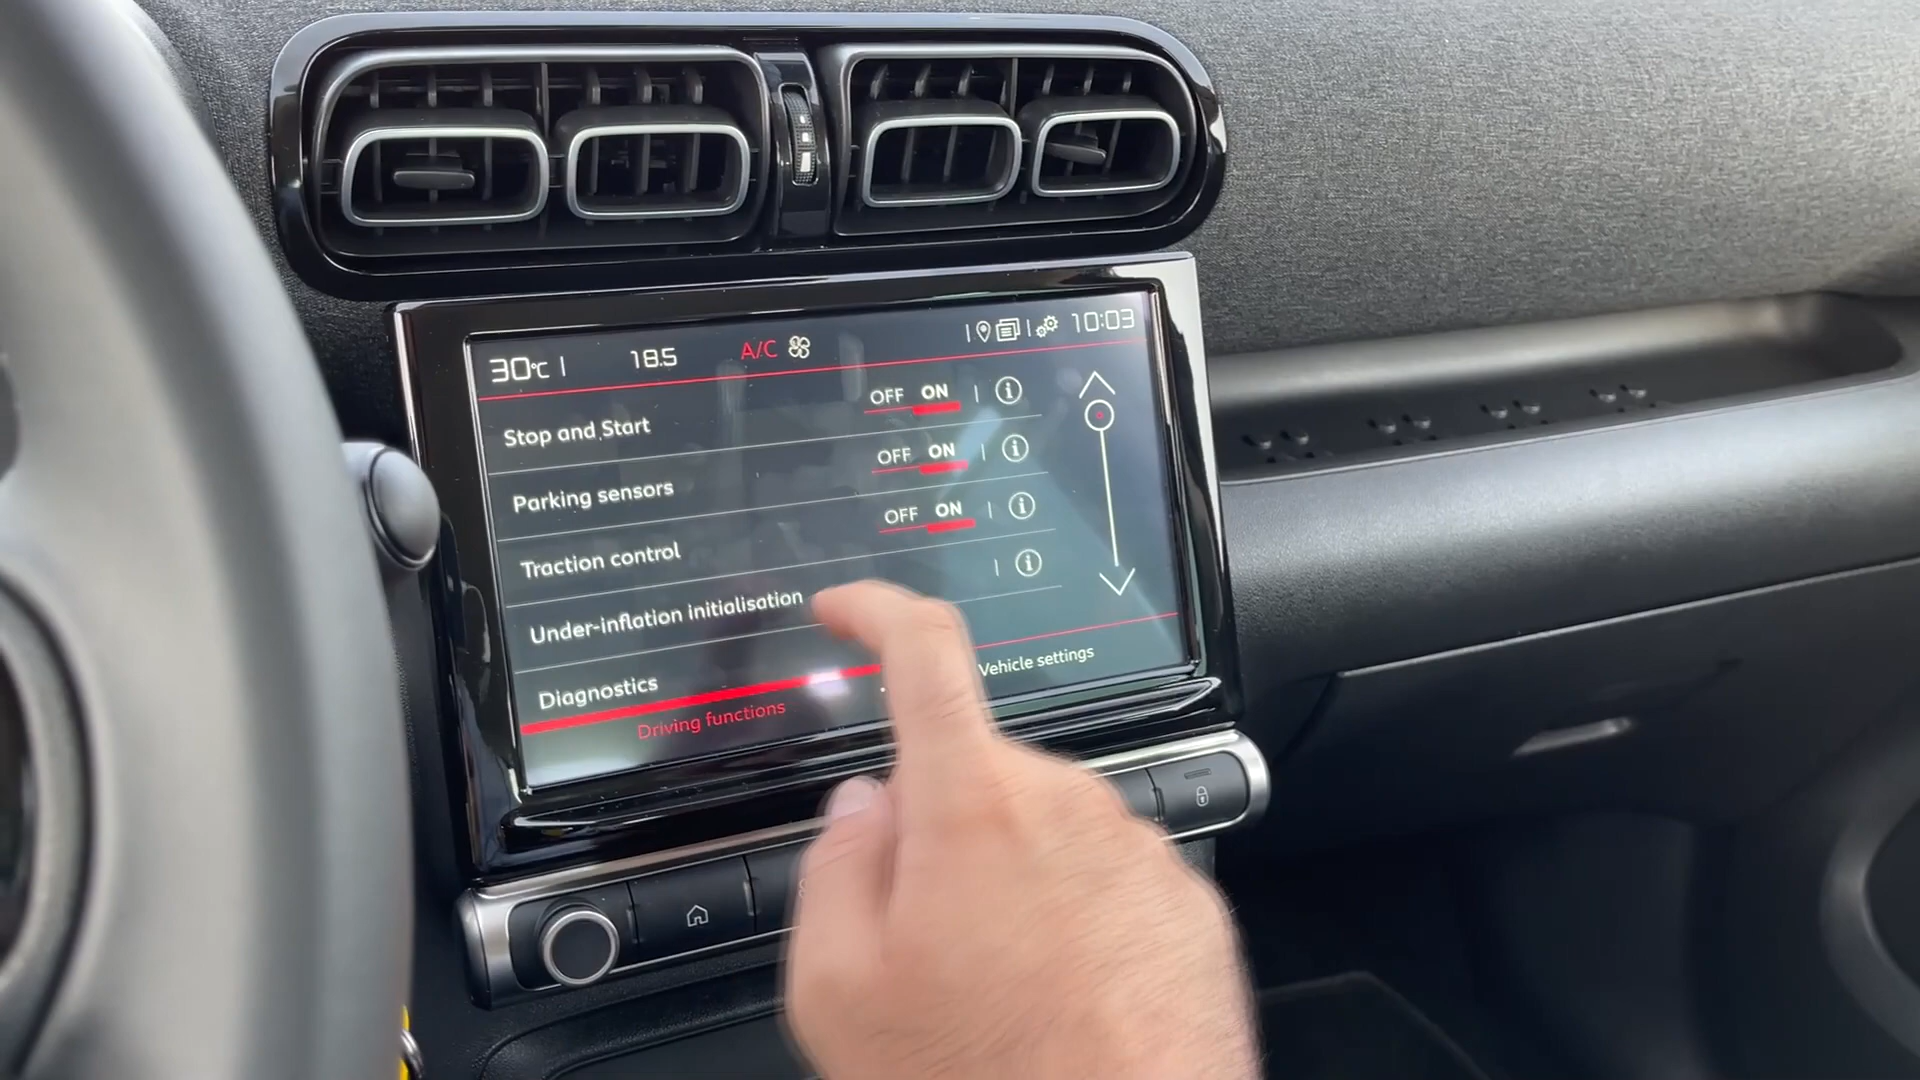 30°C 18.5 A/C 10:03
OFF ON
Stop and Start
OFF ON
Parking sensors
OFF ON
Traction control
Under-inflation initialisation
Diagnostics
Driving functions Vehicle settings